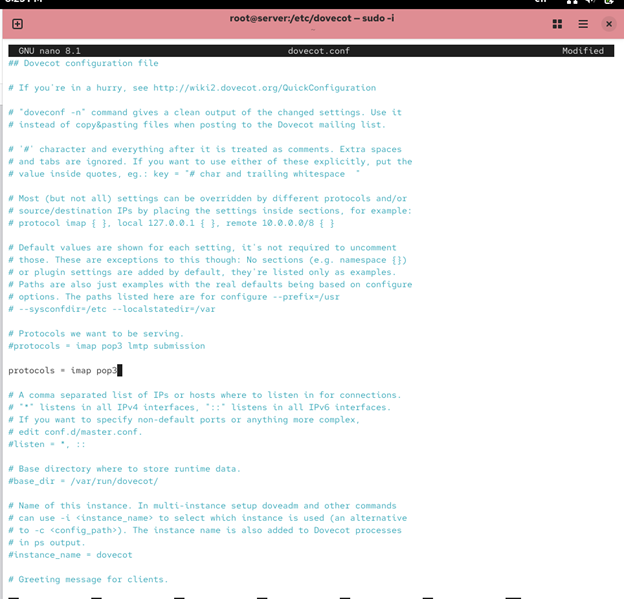 root@server:/etc/dovecot — sudo -i
GNU nano 8.1 dovecot.conf Modified
## Dovecot configuration file
# If you're in a hurry, see http://wiki2.dovecot.org/QuickConfiguration
# "doveconf -n" command gives a clean output of the changed settings. Use it
# instead of copy&pasting files when posting to the Dovecot mailing list.
# '#' character and everything after it is treated as comments. Extra spaces
# and tabs are ignored. If you want to use either of these explicitly, put the
# value inside quotes, eg.: key = "# char and trailing whitespace  "
# Most (but not all) settings can be overridden by different protocols and/or
# source/destination IPs by placing the settings inside sections, for example:
# protocol imap { }, local 127.0.0.1 { }, remote 10.0.0.0/8 { }
# Default values are shown for each setting, it's not required to uncomment
# those. These are exceptions to this though: No sections (e.g. namespace {})
# or plugin settings are added by default, they're listed only as examples.
# Paths are also just examples with the real defaults being based on configure
# options. The paths listed here are for configure --prefix=/usr
# --sysconfdir=/etc --localstatedir=/var
# Protocols we want to be serving.
#protocols = imap pop3 lmtp submission
protocols = imap pop3
# A comma separated list of IPs or hosts where to listen in for connections.
# "*" listens in all IPv4 interfaces, "::" listens in all IPv6 interfaces.
# If you want to specify non-default ports or anything more complex,
# edit conf.d/master.conf.
#listen = *, ::
# Base directory where to store runtime data.
#base_dir = /var/run/dovecot/
# Name of this instance. In multi-instance setup doveadm and other commands
# can use -i <instance_name> to select which instance is used (an alternative
# to -c <config_path>). The instance name is also added to Dovecot processes
# in ps output.
#instance_name = dovecot
# Greeting message for clients.